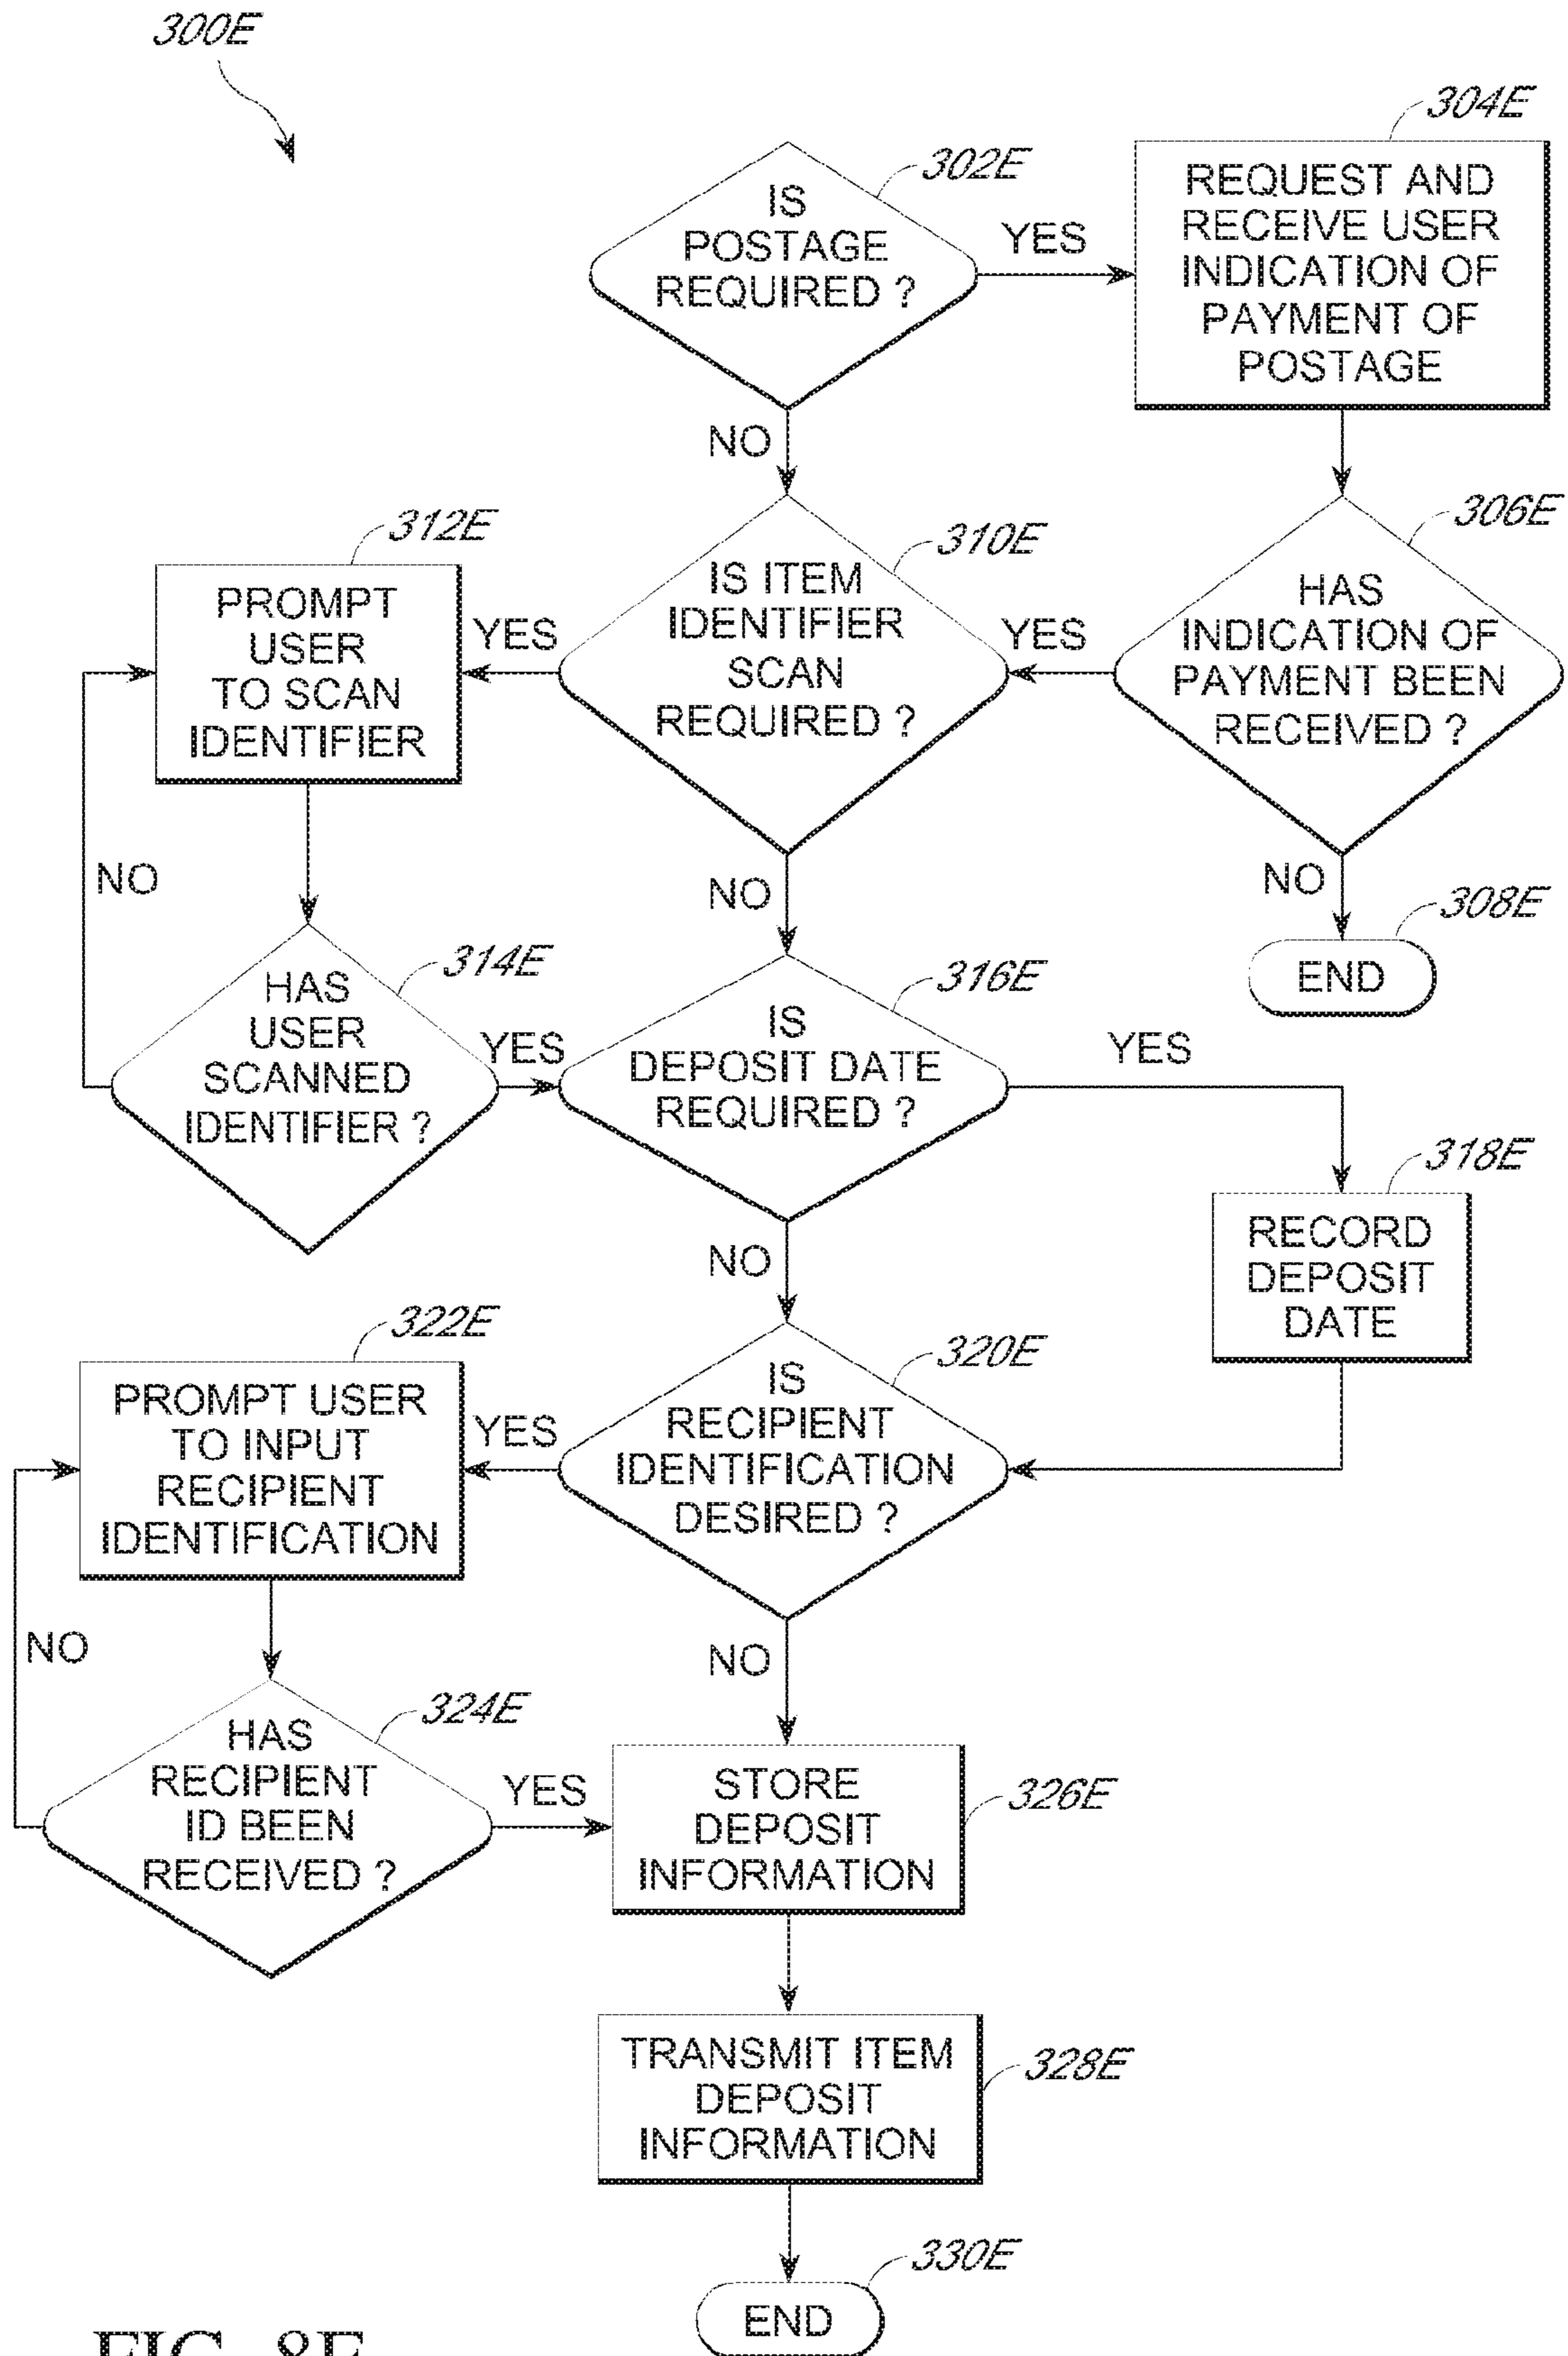 300E
302E
IS
POSTAGE
REQUIRED ?
YES
304E
REQUEST AND
RECEIVE USER
INDICATION OF
PAYMENT OF
POSTAGE
NO
306E
HAS
INDICATION OF
PAYMENT BEEN
RECEIVED ?
YES
NO
308E
END
310E
IS ITEM
IDENTIFIER
SCAN
REQUIRED ?
YES
NO
312E
PROMPT
USER
TO SCAN
IDENTIFIER
314E
HAS
USER
SCANNED
IDENTIFIER ?
NO
YES
316E
IS
DEPOSIT DATE
REQUIRED ?
YES
NO
318E
RECORD
DEPOSIT
DATE
320E
IS
RECIPIENT
IDENTIFICATION
DESIRED ?
YES
NO
322E
PROMPT USER
TO INPUT
RECIPIENT
IDENTIFICATION
324E
HAS
RECIPIENT
ID BEEN
RECEIVED ?
NO
YES
326E
STORE
DEPOSIT
INFORMATION
328E
TRANSMIT ITEM
DEPOSIT
INFORMATION
330E
END